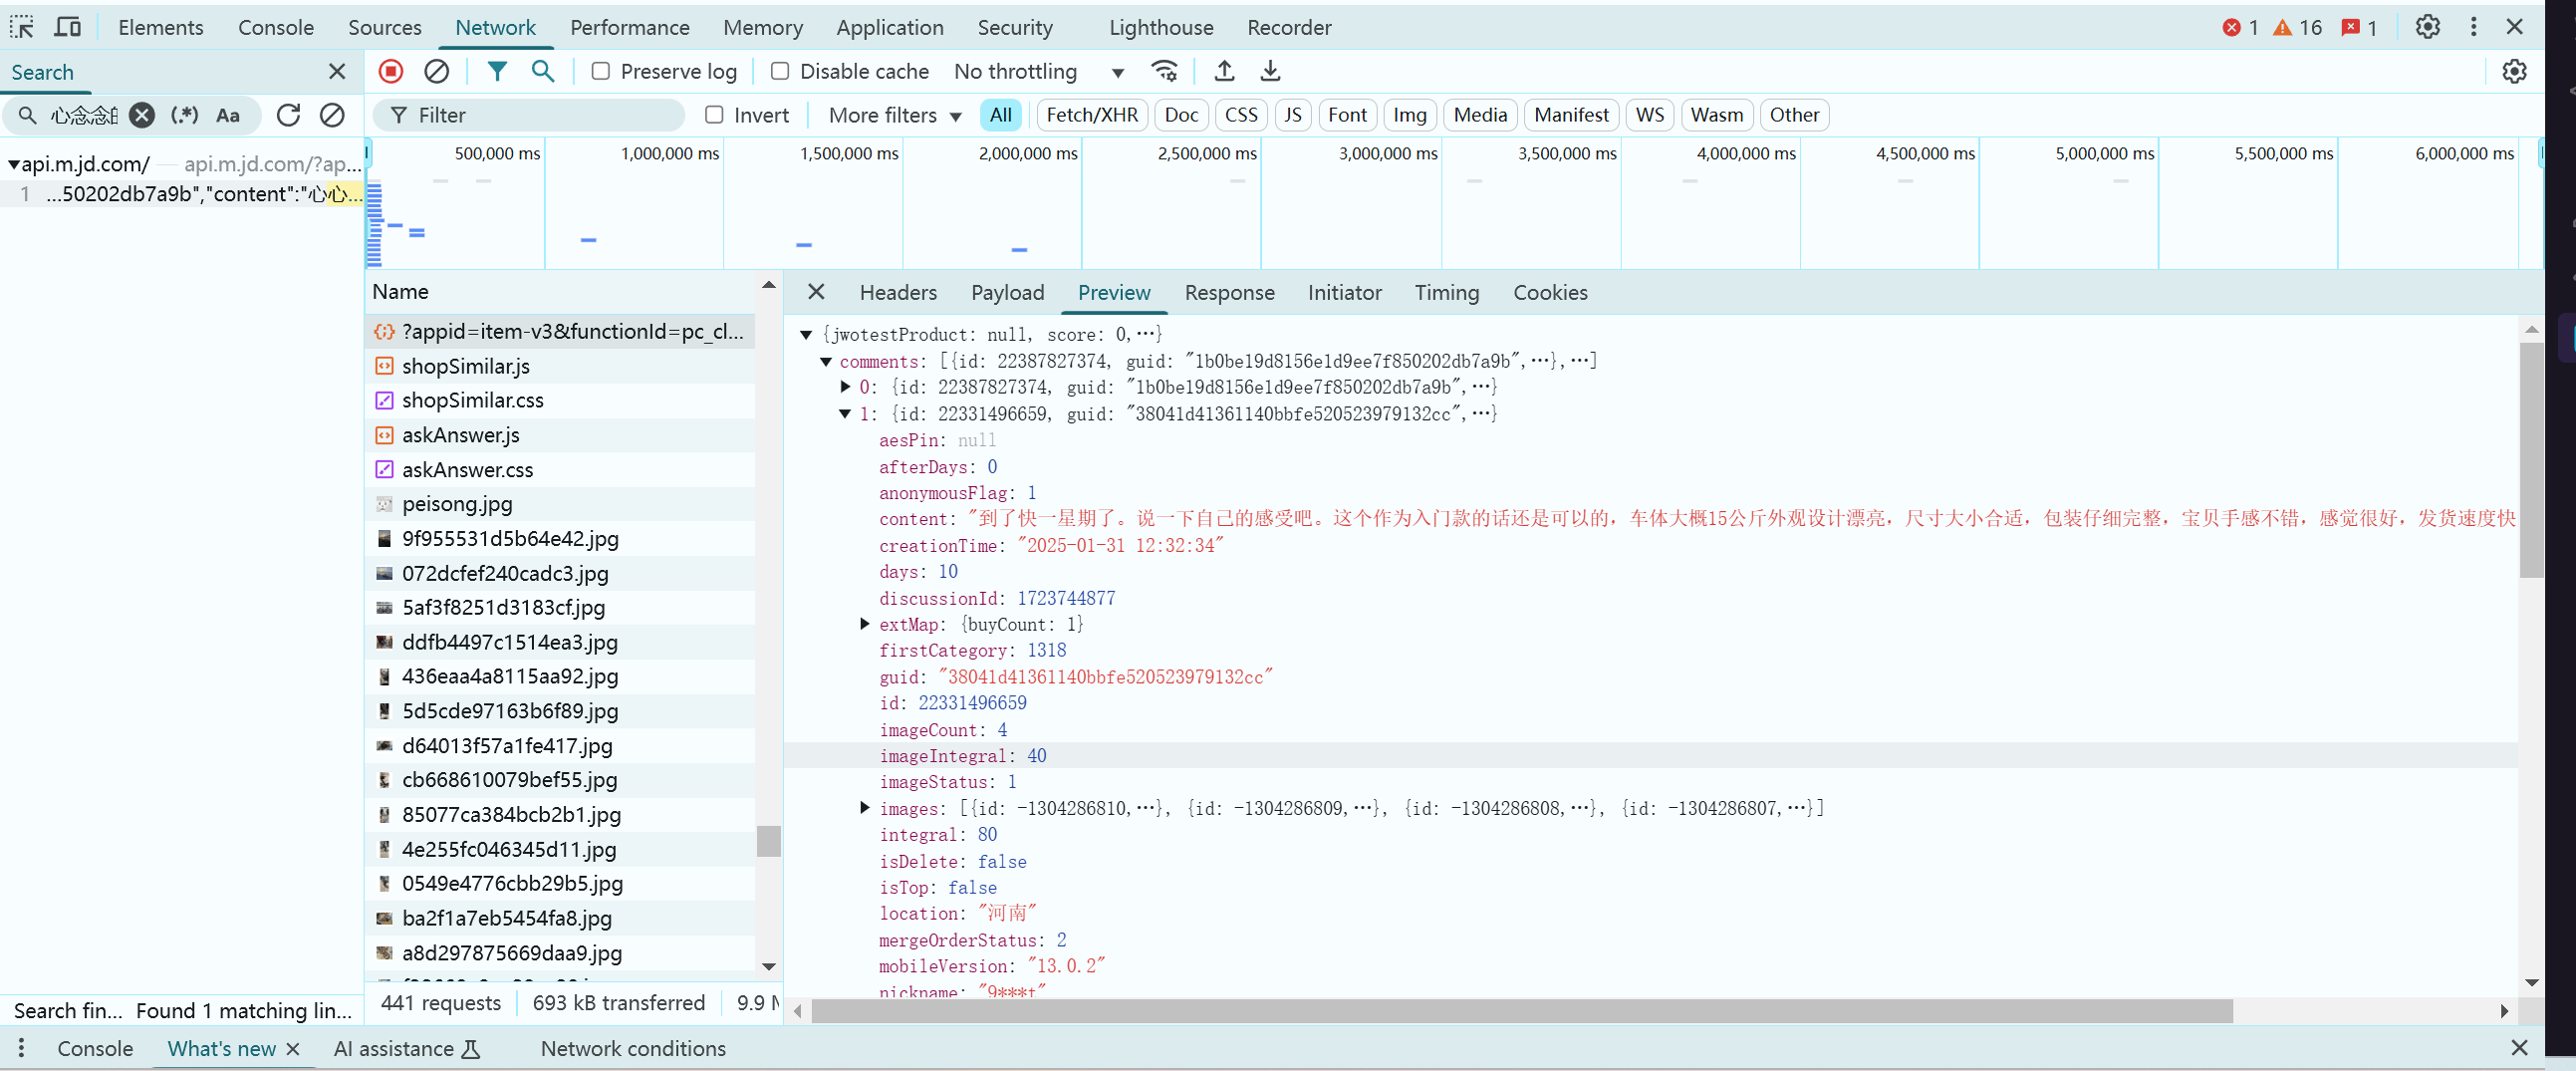 Elements Console Sources Network Performance Memory Application Security Lighthouse Recorder 1 16 1
Search
Preserve log Disable cache No throttling
心念念的 (.*) Aa
Filter Invert More filters All Fetch/XHR Doc CSS JS Font Img Media Manifest WS Wasm Other
api.m.jd.com/ — api.m.jd.com/?ap...
1 ...50202db7a9b","content":"心心...
500,000 ms 1,000,000 ms 1,500,000 ms 2,000,000 ms 2,500,000 ms 3,000,000 ms 3,500,000 ms 4,000,000 ms 4,500,000 ms 5,000,000 ms 5,500,000 ms 6,000,000 ms
Name
?appid=item-v3&functionId=pc_cl...
shopSimilar.js
shopSimilar.css
askAnswer.js
askAnswer.css
peisong.jpg
9f955531d5b64e42.jpg
072dcfef240cadc3.jpg
5af3f8251d3183cf.jpg
ddfb4497c1514ea3.jpg
436eaa4a8115aa92.jpg
5d5cde97163b6f89.jpg
d64013f57a1fe417.jpg
cb668610079bef55.jpg
85077ca384bcb2b1.jpg
4e255fc046345d11.jpg
0549e4776cbb29b5.jpg
ba2f1a7eb5454fa8.jpg
a8d297875669daa9.jpg
441 requests 693 kB transferred 9.9 M
Headers Payload Preview Response Initiator Timing Cookies
{jwotestProduct: null, score: 0,…}
comments: [{id: 22387827374, guid: "1b0be19d8156e1d9ee7f850202db7a9b",…},…]
0: {id: 22387827374, guid: "1b0be19d8156e1d9ee7f850202db7a9b",…}
1: {id: 22331496659, guid: "38041d41361140bbfe520523979132cc",…}
aesPin: null
afterDays: 0
anonymousFlag: 1
content: "到了快一星期了。说一下自己的感受吧。这个作为入门款的话还是可以的，车体大概15公斤外观设计漂亮，尺寸大小合适，包装仔细完整，宝贝手感不错，感觉很好，发货速度快
creationTime: "2025-01-31 12:32:34"
days: 10
discussionId: 1723744877
extMap: {buyCount: 1}
firstCategory: 1318
guid: "38041d41361140bbfe520523979132cc"
id: 22331496659
imageCount: 4
imageIntegral: 40
imageStatus: 1
images: [{id: -1304286810,…}, {id: -1304286809,…}, {id: -1304286808,…}, {id: -1304286807,…}]
integral: 80
isDelete: false
isTop: false
location: "河南"
mergeOrderStatus: 2
mobileVersion: "13.0.2"
nickname: "9***t"
Search fin... Found 1 matching lin...
Console What's new AI assistance Network conditions